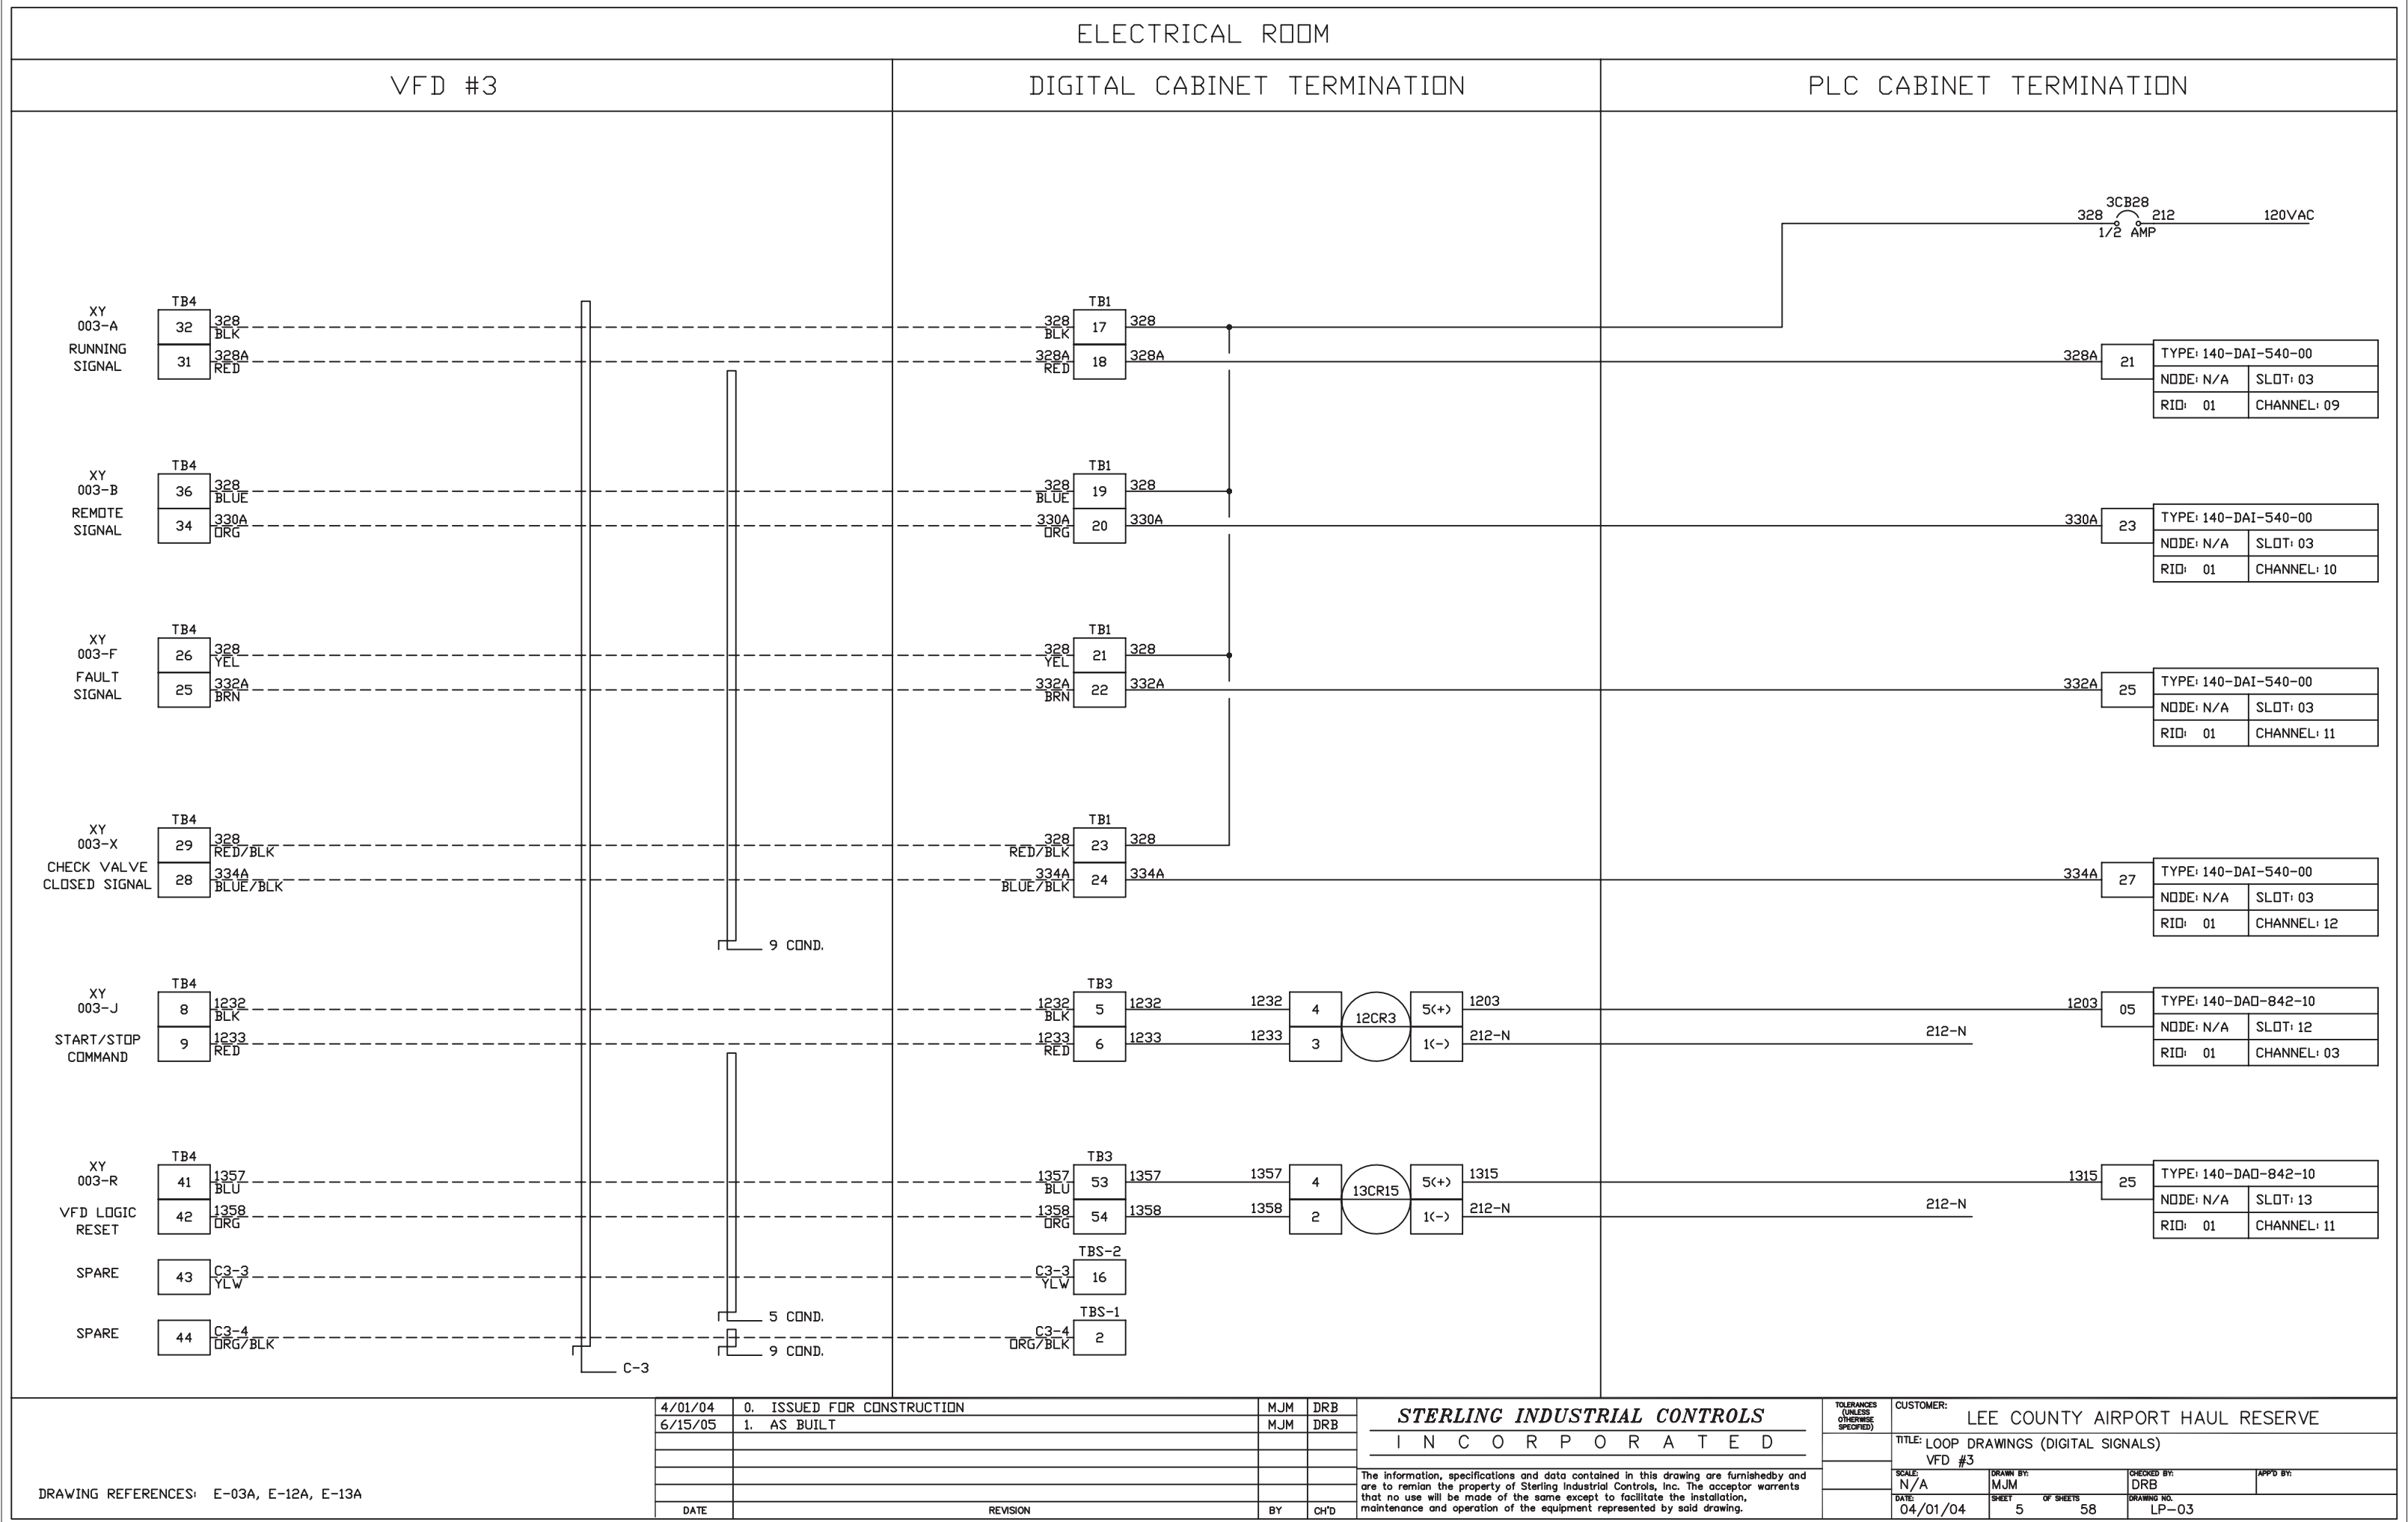 ELECTRICAL ROOM
VFD #3
DIGITAL CABINET TERMINATION
PLC CABINET TERMINATION
3CB28
328 212 120VAC
1/2 AMP
XY
003-A
RUNNING
SIGNAL
TB4
32 328
BLK
31 328A
RED
TB1
328 17 328
BLK
328A 18 328A
RED
328A 21
TYPE: 140-DAI-540-00
NODE: N/A SLOT: 03
RIO: 01 CHANNEL: 09
XY
003-B
REMOTE
SIGNAL
TB4
36 328
BLUE
34 330A
ORG
TB1
328 19 328
BLUE
330A 20 330A
ORG
330A 23
TYPE: 140-DAI-540-00
NODE: N/A SLOT: 03
RIO: 01 CHANNEL: 10
XY
003-F
FAULT
SIGNAL
TB4
26 328
YEL
25 332A
BRN
TB1
328 21 328
YEL
332A 22 332A
BRN
332A 25
TYPE: 140-DAI-540-00
NODE: N/A SLOT: 03
RIO: 01 CHANNEL: 11
XY
003-X
CHECK VALVE
CLOSED SIGNAL
TB4
29 328
RED/BLK
28 334A
BLUE/BLK
TB1
328 23 328
RED/BLK
334A 24 334A
BLUE/BLK
334A 27
TYPE: 140-DAI-540-00
NODE: N/A SLOT: 03
RIO: 01 CHANNEL: 12
9 COND.
XY
003-J
START/STOP
COMMAND
TB4
8 1232
BLK
9 1233
RED
TB3
1232 5 1232
BLK
1233 6 1233
RED
1232 4 12CR3 5(+) 1203
1233 3 1(-) 212-N
212-N
1203 05
TYPE: 140-DAO-842-10
NODE: N/A SLOT: 12
RIO: 01 CHANNEL: 03
XY
003-R
VFD LOGIC
RESET
TB4
41 1357
BLU
42 1358
ORG
TB3
1357 53 1357
BLU
1358 54 1358
ORG
1357 4 13CR15 5(+) 1315
1358 2 1(-) 212-N
212-N
1315 25
TYPE: 140-DAO-842-10
NODE: N/A SLOT: 13
RIO: 01 CHANNEL: 11
SPARE 43 C3-3
YLW
TBS-2
C3-3 16
YLW
5 COND.
SPARE 44 C3-4
ORG/BLK
TBS-1
C3-4 2
ORG/BLK
9 COND.
C-3
DRAWING REFERENCES: E-03A, E-12A, E-13A
4/01/04 0. ISSUED FOR CONSTRUCTION MJM DRB
6/15/05 1. AS BUILT MJM DRB
DATE REVISION BY CH'D
STERLING INDUSTRIAL CONTROLS
INCORPORATED
The information, specifications and data contained in this drawing are furnishedby and
are to remian the property of Sterling Industrial Controls, Inc. The acceptor warrents
that no use will be made of the same except to facilitate the installation,
maintenance and operation of the equipment represented by said drawing.
TOLERANCES
(UNLESS
OTHERWISE
SPECIFIED)
CUSTOMER:
LEE COUNTY AIRPORT HAUL RESERVE
TITLE: LOOP DRAWINGS (DIGITAL SIGNALS)
VFD #3
SCALE: DRAWN BY: CHECKED BY: APP'D BY:
N/A MJM DRB
DATE: SHEET OF SHEETS DRAWING NO.
04/01/04 5 58 LP-03